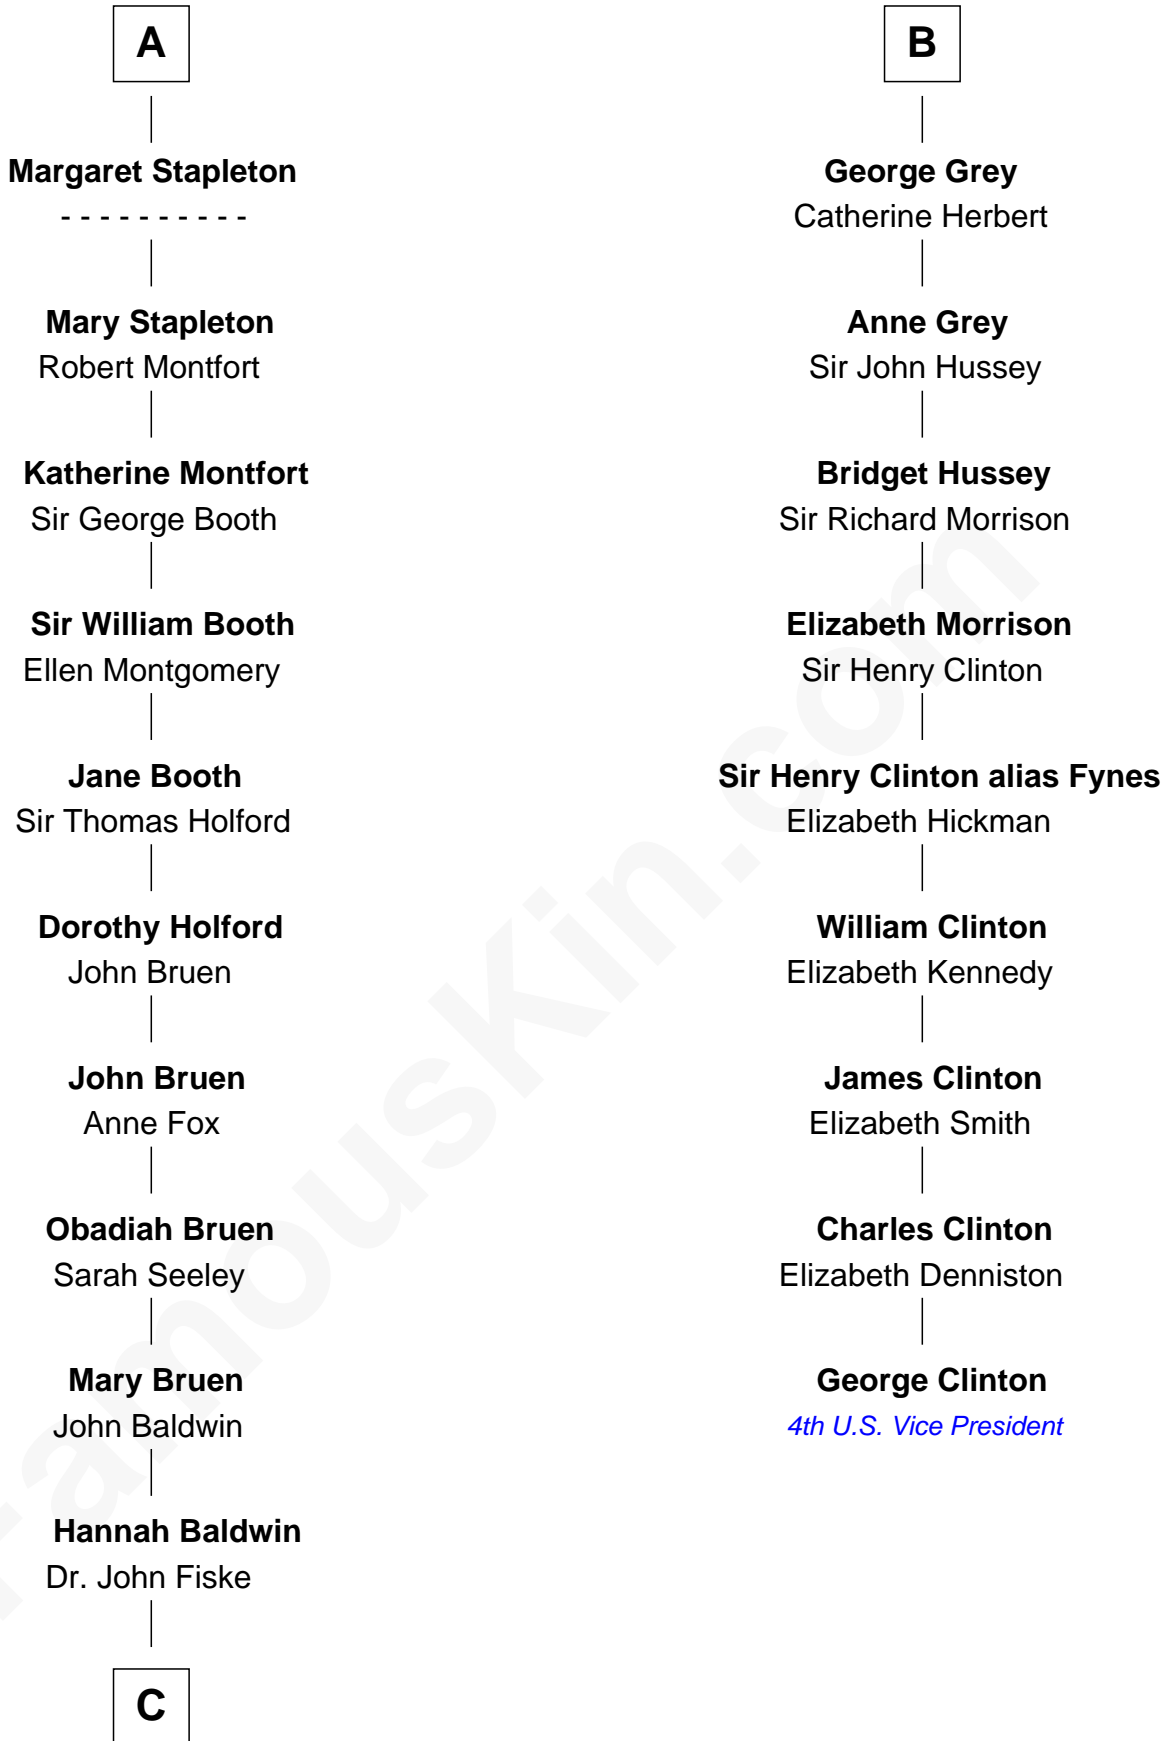 A
Margaret Stapleton
- - - - - - - - - -
Mary Stapleton
Robert Montfort
Katherine Montfort
Sir George Booth
Sir William Booth
Ellen Montgomery
Jane Booth
Sir Thomas Holford
Dorothy Holford
John Bruen
John Bruen
Anne Fox
Obadiah Bruen
Sarah Seeley
Mary Bruen
John Baldwin
Hannah Baldwin
Dr. John Fiske
C
B
George Grey
Catherine Herbert
Anne Grey
Sir John Hussey
Bridget Hussey
Sir Richard Morrison
Elizabeth Morrison
Sir Henry Clinton
Sir Henry Clinton alias Fynes
Elizabeth Hickman
William Clinton
Elizabeth Kennedy
James Clinton
Elizabeth Smith
Charles Clinton
Elizabeth Denniston
George Clinton
4th U.S. Vice President
FamousKin.com